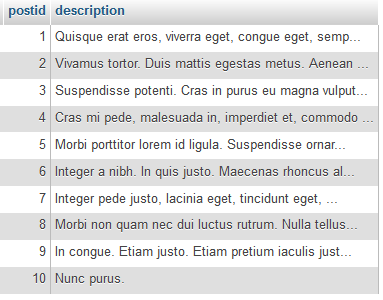 postid description
1 Quisque erat eros, viverra eget, congue eget, semp...
2 Vivamus tortor. Duis mattis egestas metus. Aenean ...
3 Suspendisse potenti. Cras in purus eu magna vulput...
4 Cras mi pede, malesuada in, imperdiet et, commodo ...
5 Morbi porttitor lorem id ligula. Suspendisse ornar...
6 Integer a nibh. In quis justo. Maecenas rhoncus al...
7 Integer pede justo, lacinia eget, tincidunt eget, ...
8 Morbi non quam nec dui luctus rutrum. Nulla tellus...
9 In congue. Etiam justo. Etiam pretium iaculis just...
10 Nunc purus.